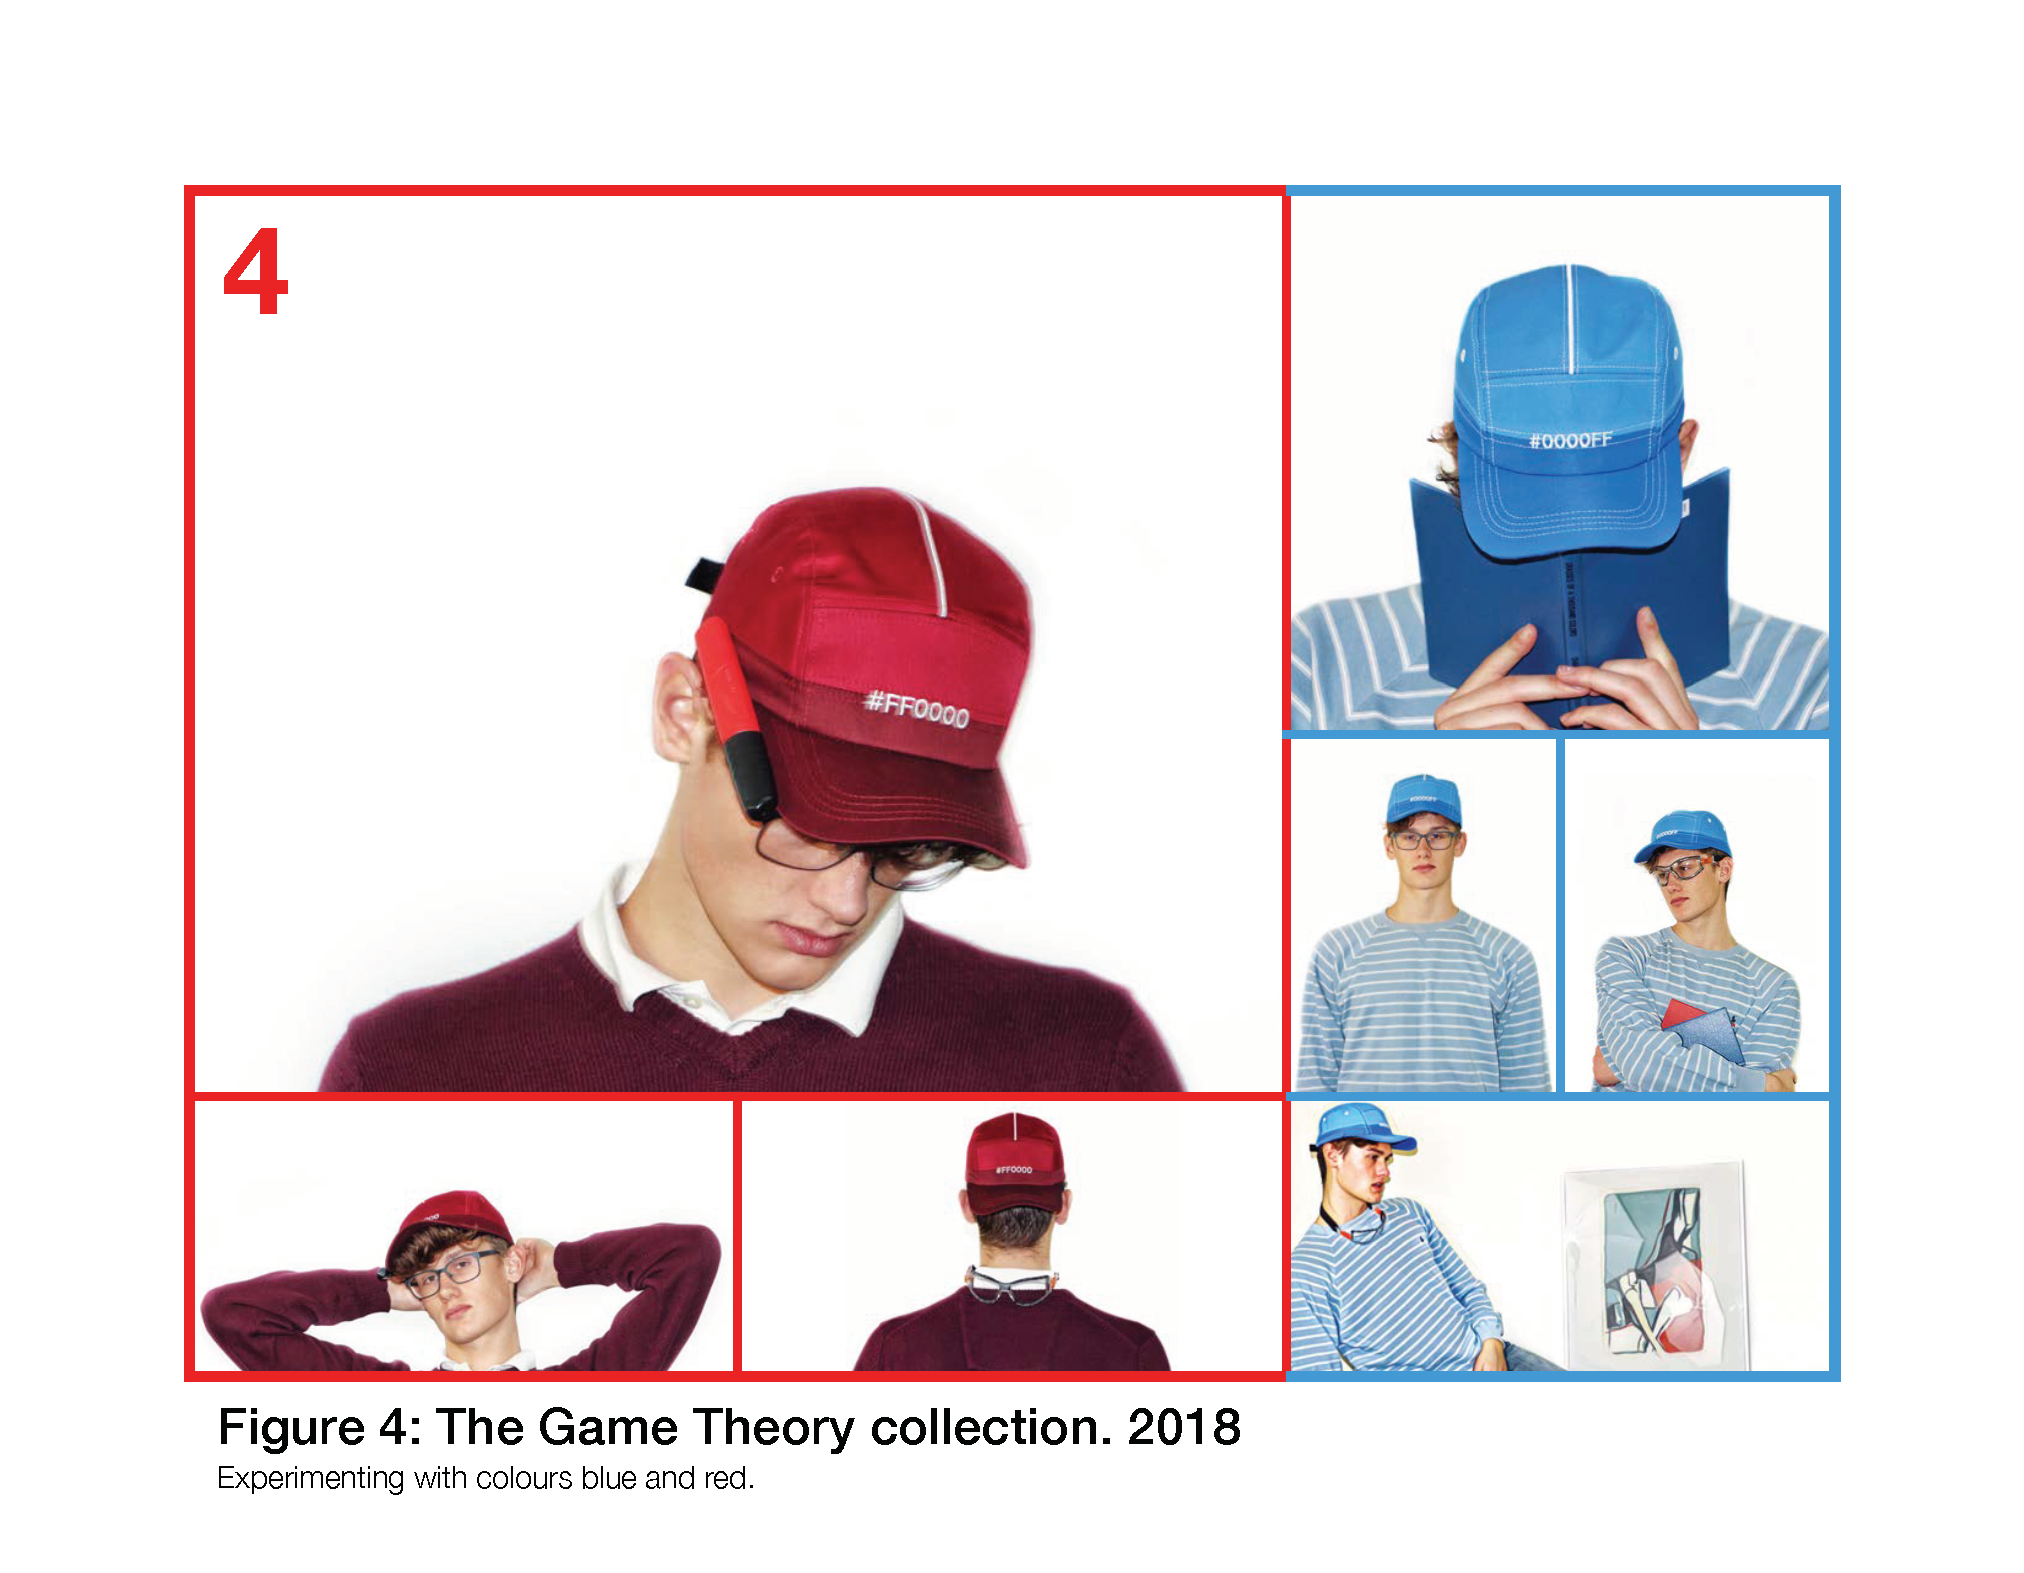 4
#FF0000
#0000FF
#0000FF
#0000FF
#FF0000
Figure 4: The Game Theory collection. 2018
Experimenting with colours blue and red.